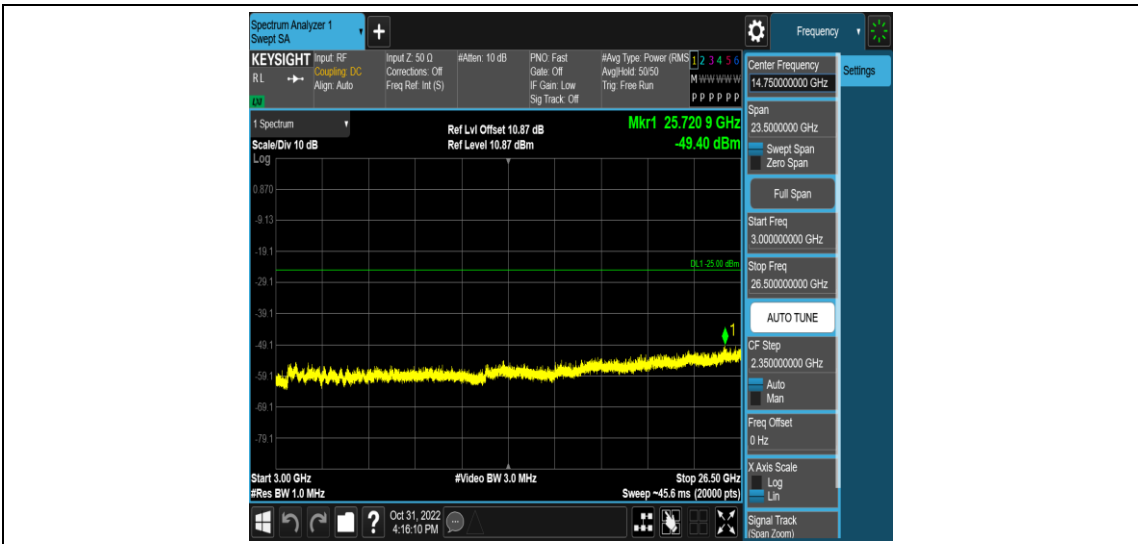 Spectrum Analyzer 1
Swept SA
+
Frequency
KEYSIGHT
RL
LXI
Input: RF
Coupling: DC
Align: Auto
Input Z: 50 Ω
Corrections: Off
Freq Ref: Int (S)
#Atten: 10 dB
PNO: Fast
Gate: Off
IF Gain: Low
Sig Track: Off
#Avg Type: Power (RMS
Avg|Hold: 50/50
Trig: Free Run
1 2 3 4 5 6
M W W W W W
P P P P P P
1 Spectrum
Scale/Div 10 dB
Log
Ref Lvl Offset 10.87 dB
Ref Level 10.87 dBm
Mkr1 25.720 9 GHz
-49.40 dBm
0.870
-9.13
-19.1
DL1 -25.00 dBm
-29.1
-39.1
1
-49.1
-59.1
-69.1
-79.1
Start 3.00 GHz
#Res BW 1.0 MHz
#Video BW 3.0 MHz
Stop 26.50 GHz
Sweep ~45.6 ms (20000 pts)
?
Oct 31, 2022
4:16:10 PM
Center Frequency
14.750000000 GHz
Settings
Span
23.5000000 GHz
Swept Span
Zero Span
Full Span
Start Freq
3.000000000 GHz
Stop Freq
26.500000000 GHz
AUTO TUNE
CF Step
2.350000000 GHz
Auto
Man
Freq Offset
0 Hz
X Axis Scale
Log
Lin
Signal Track
(Span Zoom)